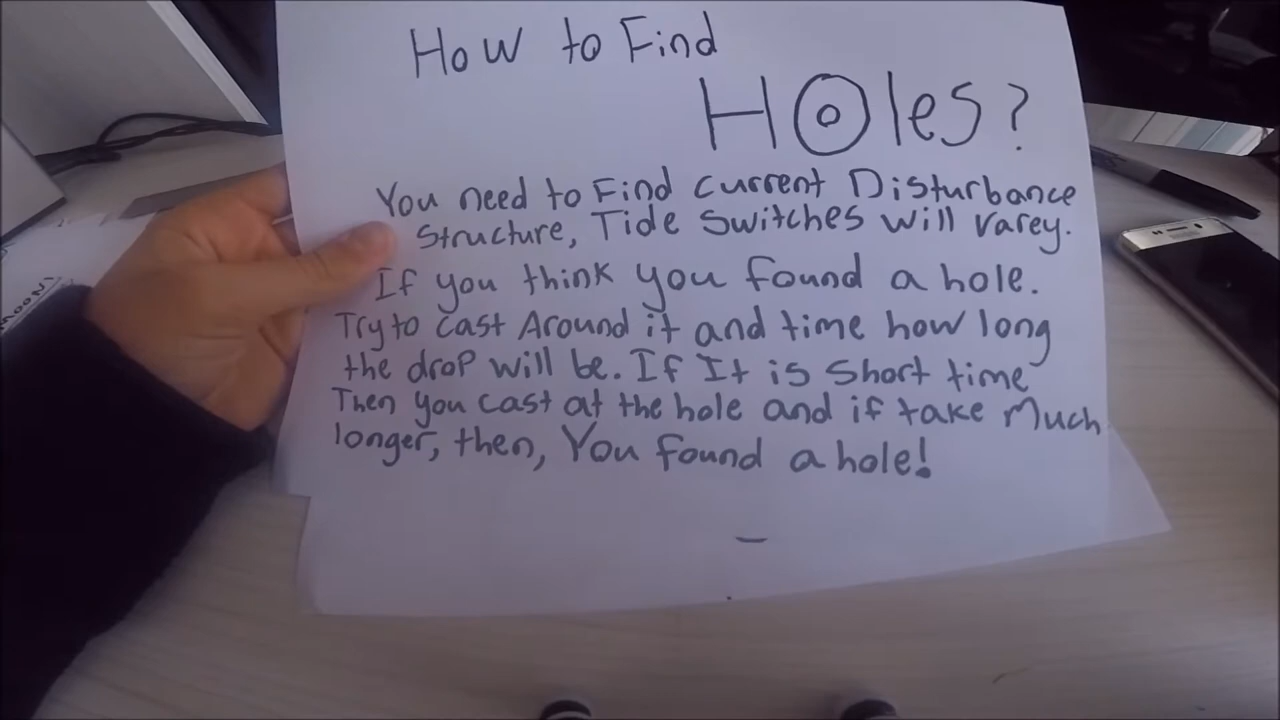 How to Find
Holes?
You need to Find current Disturbance
Structure, Tide Switches will varey.
If you think you found a hole.
Try to cast Around it and time how long
the drop will be. If It is Short time
Then you cast at the hole and if take Much
longer, then, You found a hole!
Moon